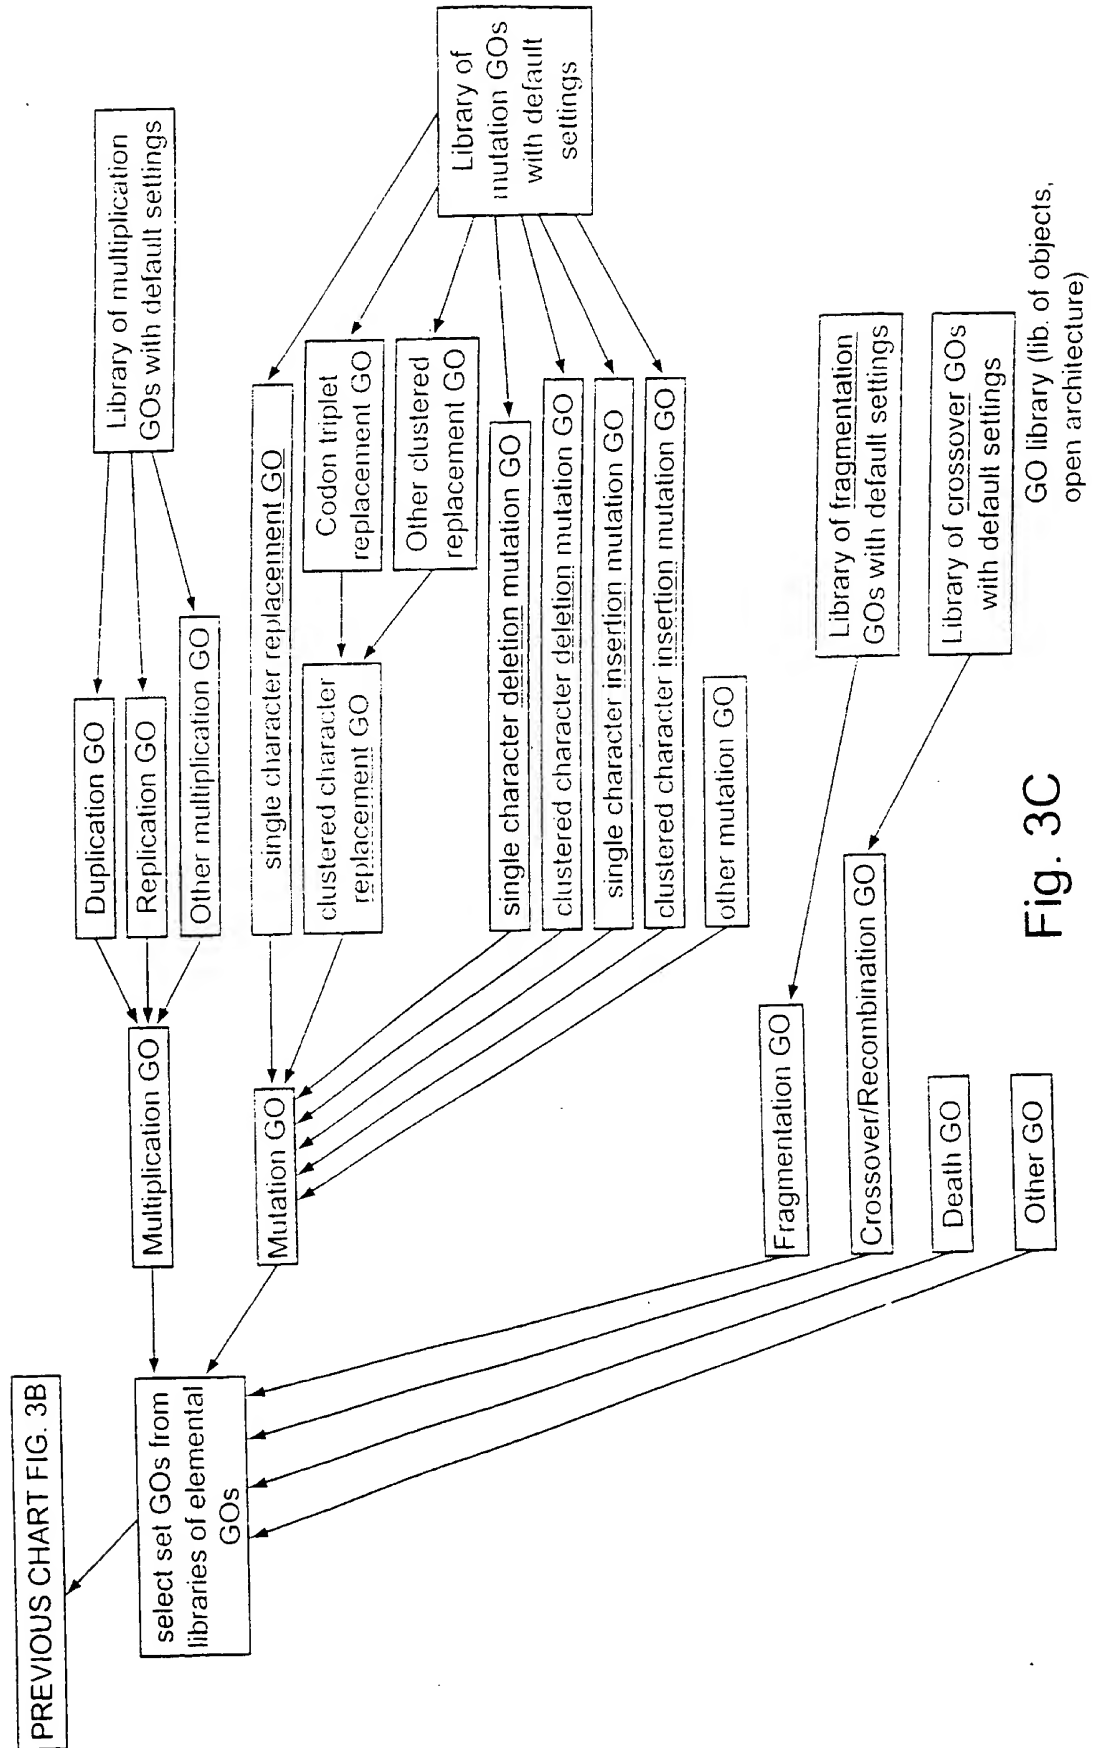 PREVIOUS CHART FIG. 3B
select set GOs from
libraries of elemental
GOs
Multiplication GO
Duplication GO
Replication GO
Other multiplication GO
Library of multiplication
GOs with default settings
Mutation GO
single character replacement GO
clustered character
replacement GO
Codon triplet
replacement GO
Other clustered
replacement GO
single character deletion mutation GO
clustered character deletion mutation GO
single character insertion mutation GO
clustered character insertion mutation GO
other mutation GO
Library of
mutation GOs
with default
settings
Fragmentation GO
Library of fragmentation
GOs with default settings
Crossover/Recombination GO
Library of crossover GOs
with default settings
Death GO
Other GO
GO library (lib. of objects,
open architecture)
Fig. 3C